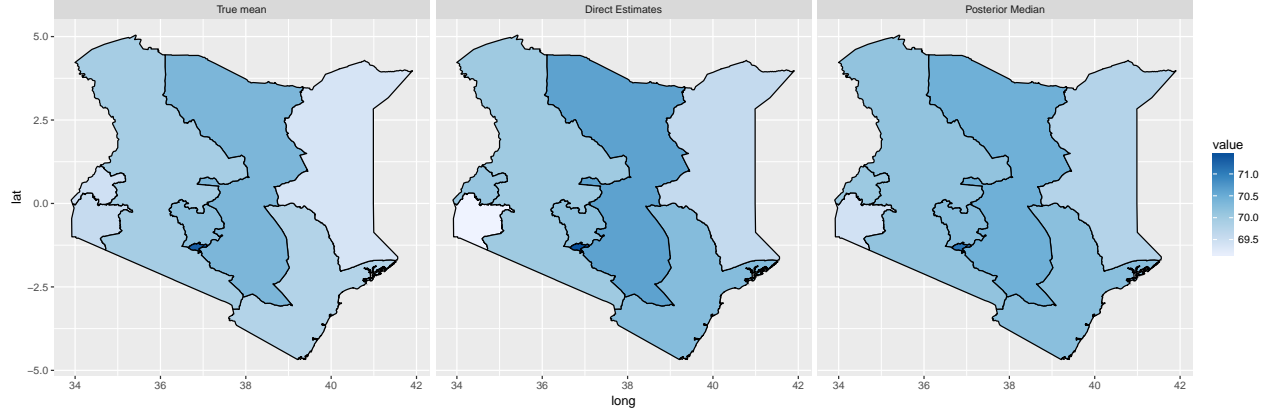 True mean
Direct Estimates
Posterior Median
5.0
2.5
0.0
−2.5
−5.0
lat
34 36 38 40 42
34 36 38 40 42
34 36 38 40 42
long
value
71.0
70.5
70.0
69.5